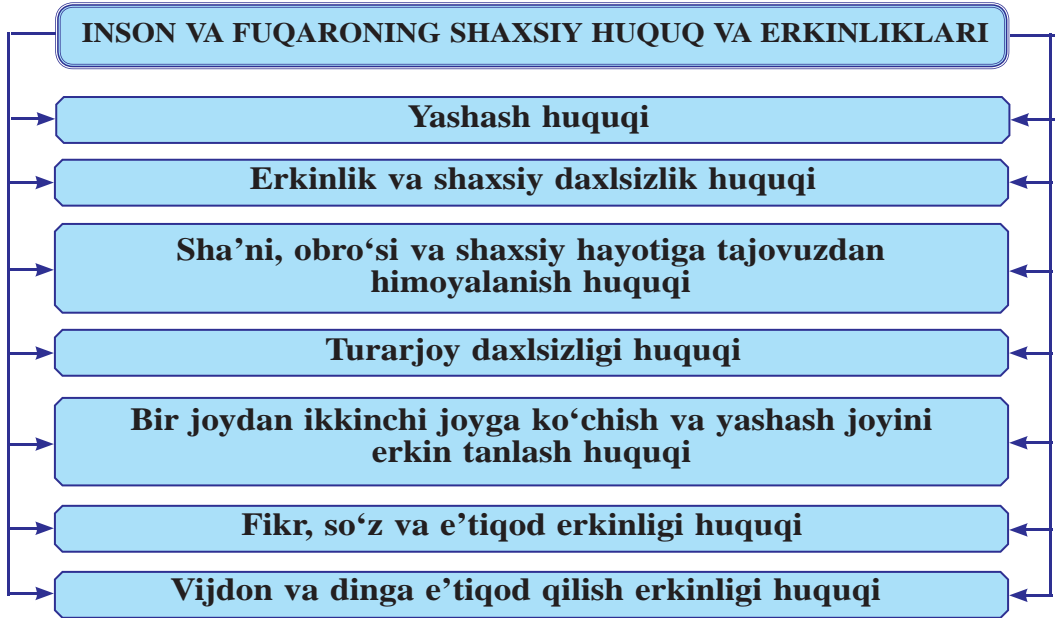 INSON VA FUQARONING SHAXSIY HUQUQ VA ERKINLIKLARI
Yashash huquqi
Erkinlik va shaxsiy daxlsizlik huquqi
Sha’ni, obro‘si va shaxsiy hayotiga tajovuzdan
himoyalanish huquqi
Turarjoy daxlsizligi huquqi
Bir joydan ikkinchi joyga ko‘chish va yashash joyini
erkin tanlash huquqi
Fikr, so‘z va e’tiqod erkinligi huquqi
Vijdon va dinga e’tiqod qilish erkinligi huquqi